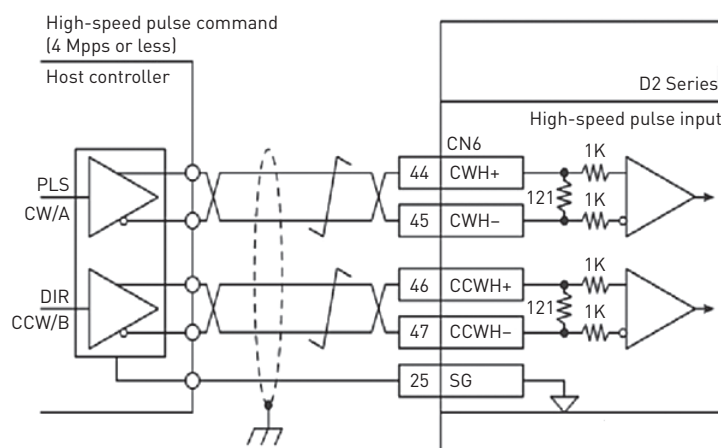 High-speed pulse command
(4 Mpps or less)
Host controller
D2 Series
High-speed pulse input
CN6
PLS
CW/A
44 CWH+
45 CWH−
1K
121
1K
DIR
CCW/B
46 CCWH+
47 CCWH−
1K
121
1K
25 SG